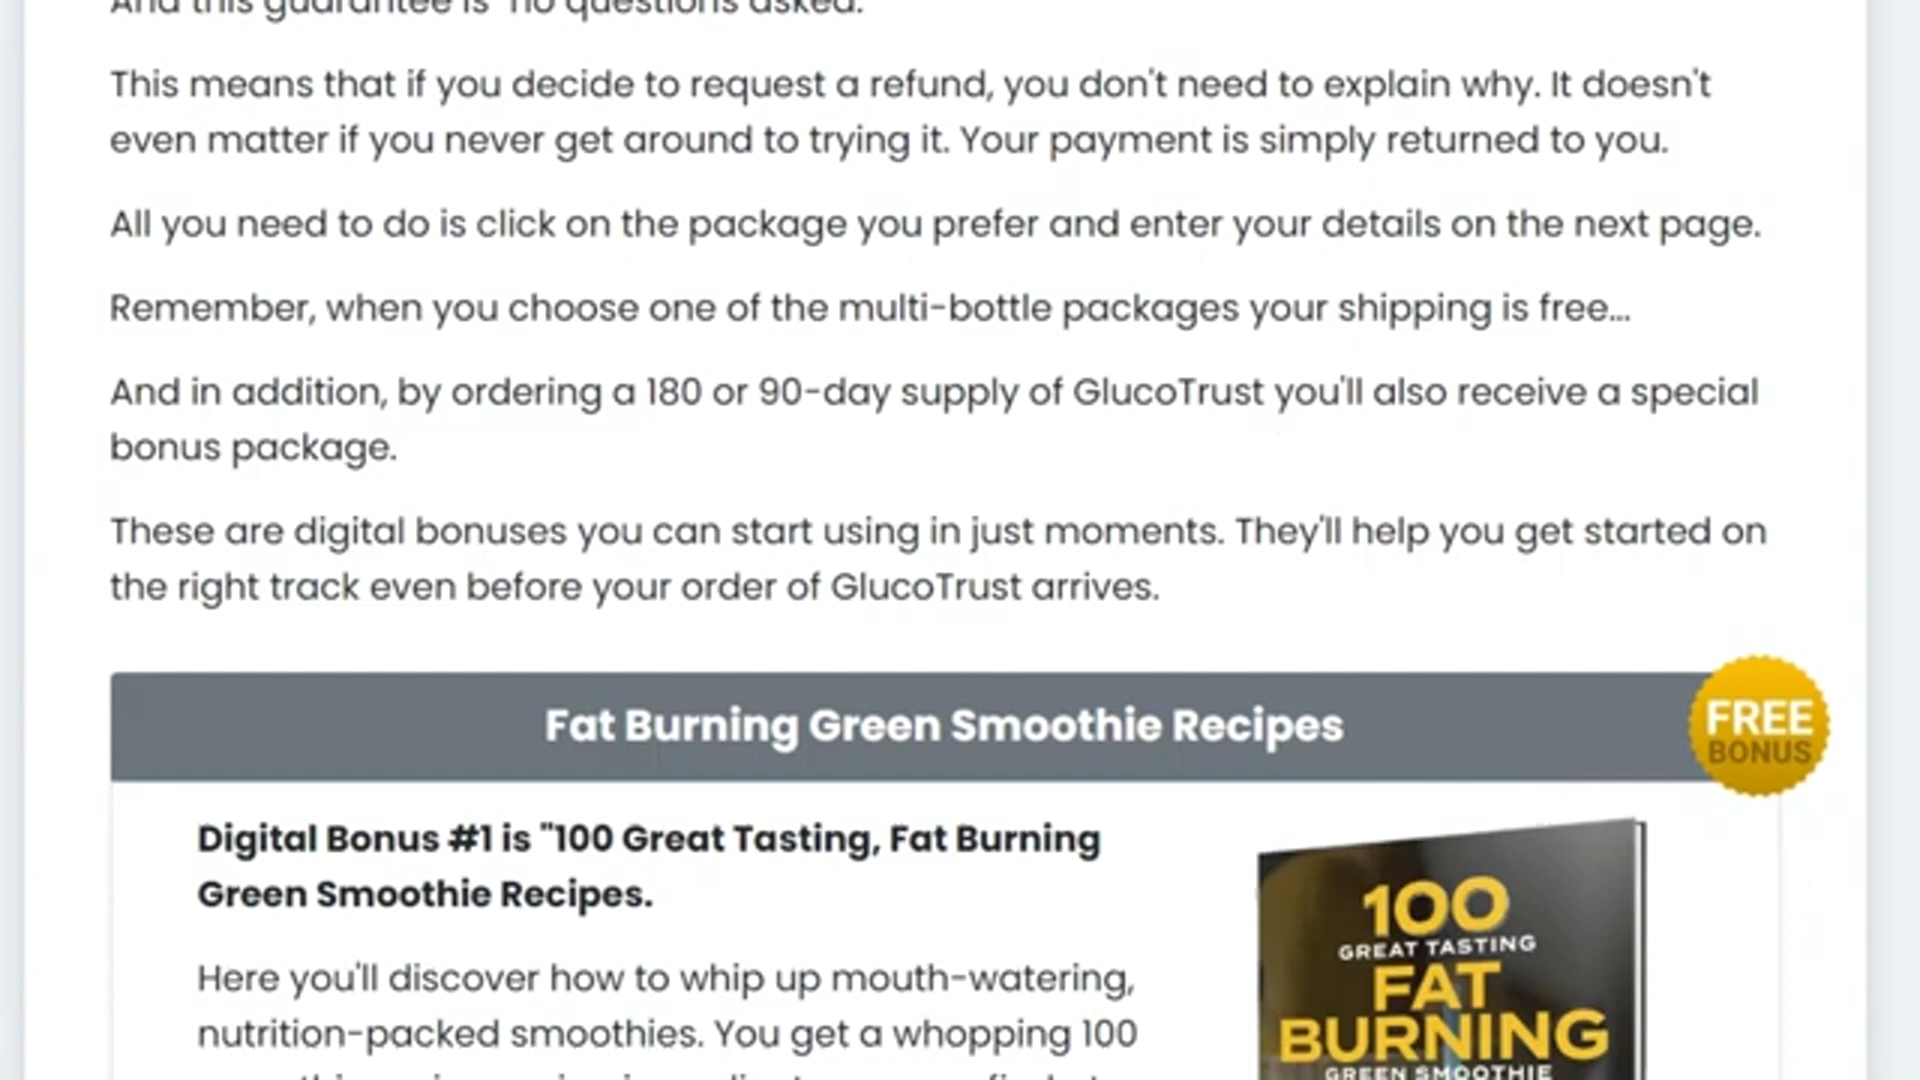 And this guarantee is "no questions asked."
This means that if you decide to request a refund, you don't need to explain why. It doesn't
even matter if you never get around to trying it. Your payment is simply returned to you.
All you need to do is click on the package you prefer and enter your details on the next page.
Remember, when you choose one of the multi-bottle packages your shipping is free...
And in addition, by ordering a 180 or 90-day supply of GlucoTrust you'll also receive a special
bonus package.
These are digital bonuses you can start using in just moments. They'll help you get started on
the right track even before your order of GlucoTrust arrives.
Fat Burning Green Smoothie Recipes
FREE
BONUS
Digital Bonus #1 is "100 Great Tasting, Fat Burning
Green Smoothie Recipes.
Here you'll discover how to whip up mouth-watering,
nutrition-packed smoothies. You get a whopping 100
100
GREAT TASTING
FAT
BURNING
GREEN SMOOTHIE